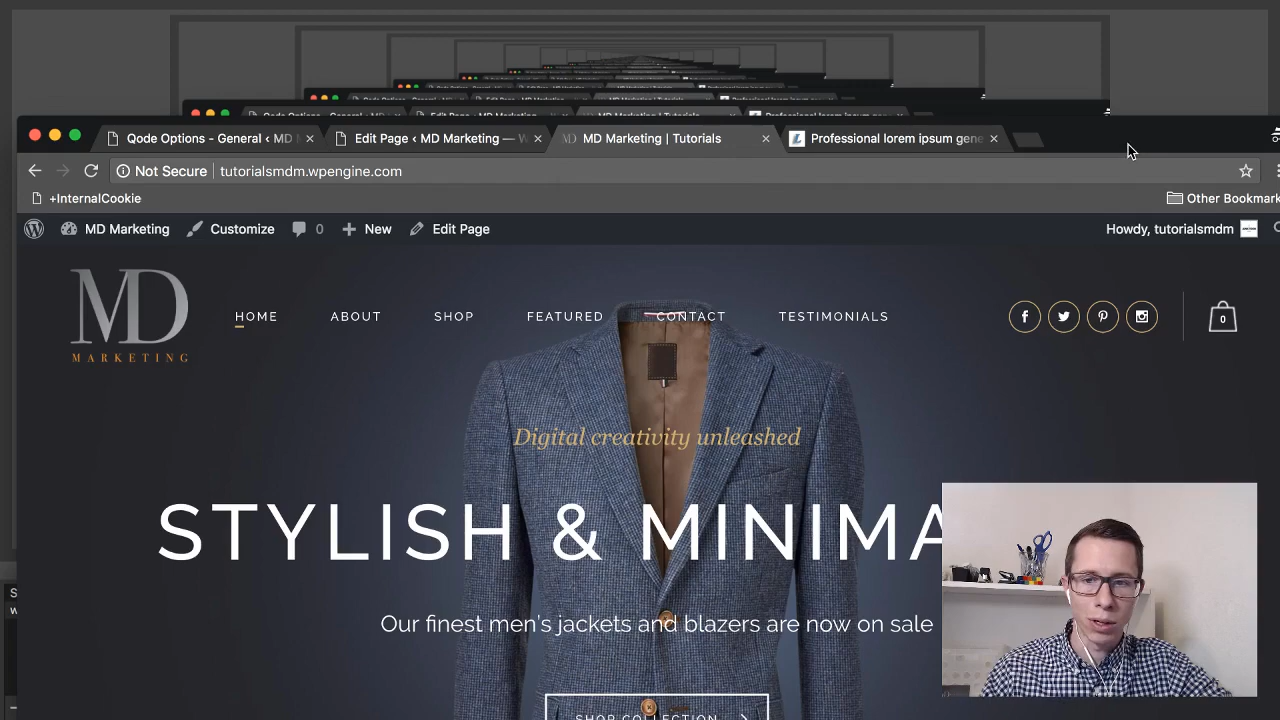 Qode Options - General ‹ MD
Edit Page ‹ MD Marketing — W
MD Marketing | Tutorials
Professional lorem ipsum gene
Not Secure | tutorialsmdm.wpengine.com
+InternalCookie
Other Bookmark
MD Marketing
Customize
0
New
Edit Page
Howdy, tutorialsmdm
MD
MARKETING
HOME
ABOUT
SHOP
FEATURED
CONTACT
TESTIMONIALS
0
Digital creativity unleashed
STYLISH & MINIMA
Our finest men's jackets and blazers are now on sale
SHOP COLLECTION